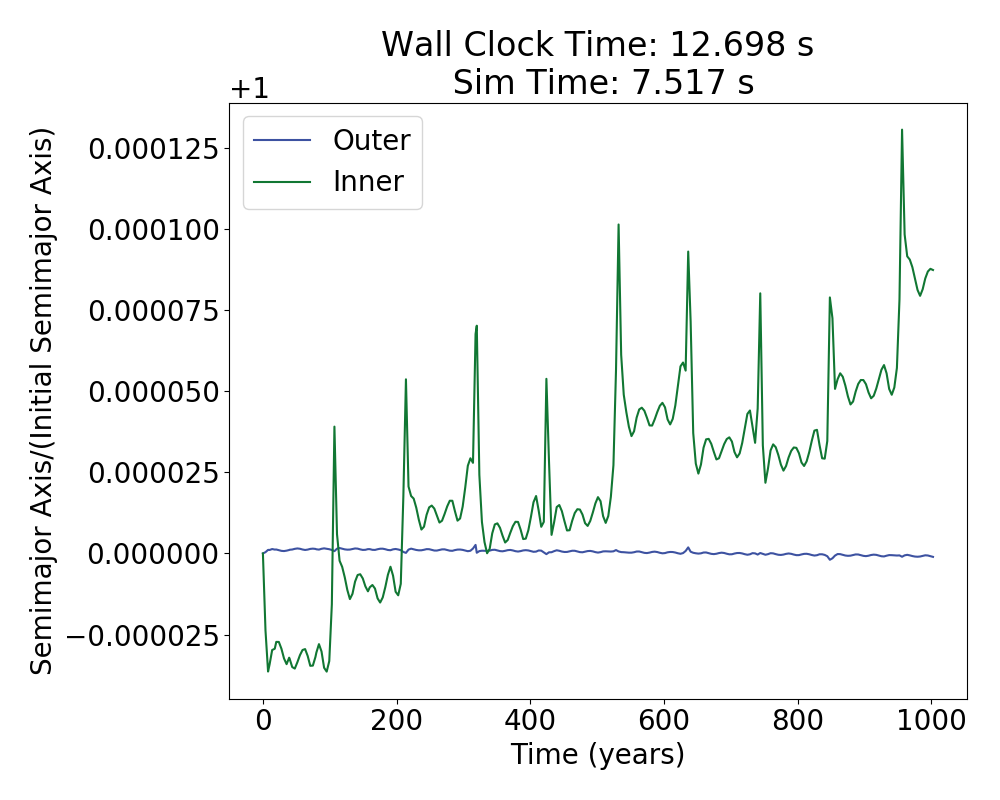 Wall Clock Time: 12.698 s
Sim Time: 7.517 s
+1
Outer
Inner
0.000125
0.000100
0.000075
0.000050
0.000025
0.000000
−0.000025
Semimajor Axis/(Initial Semimajor Axis)
0 200 400 600 800 1000
Time (years)